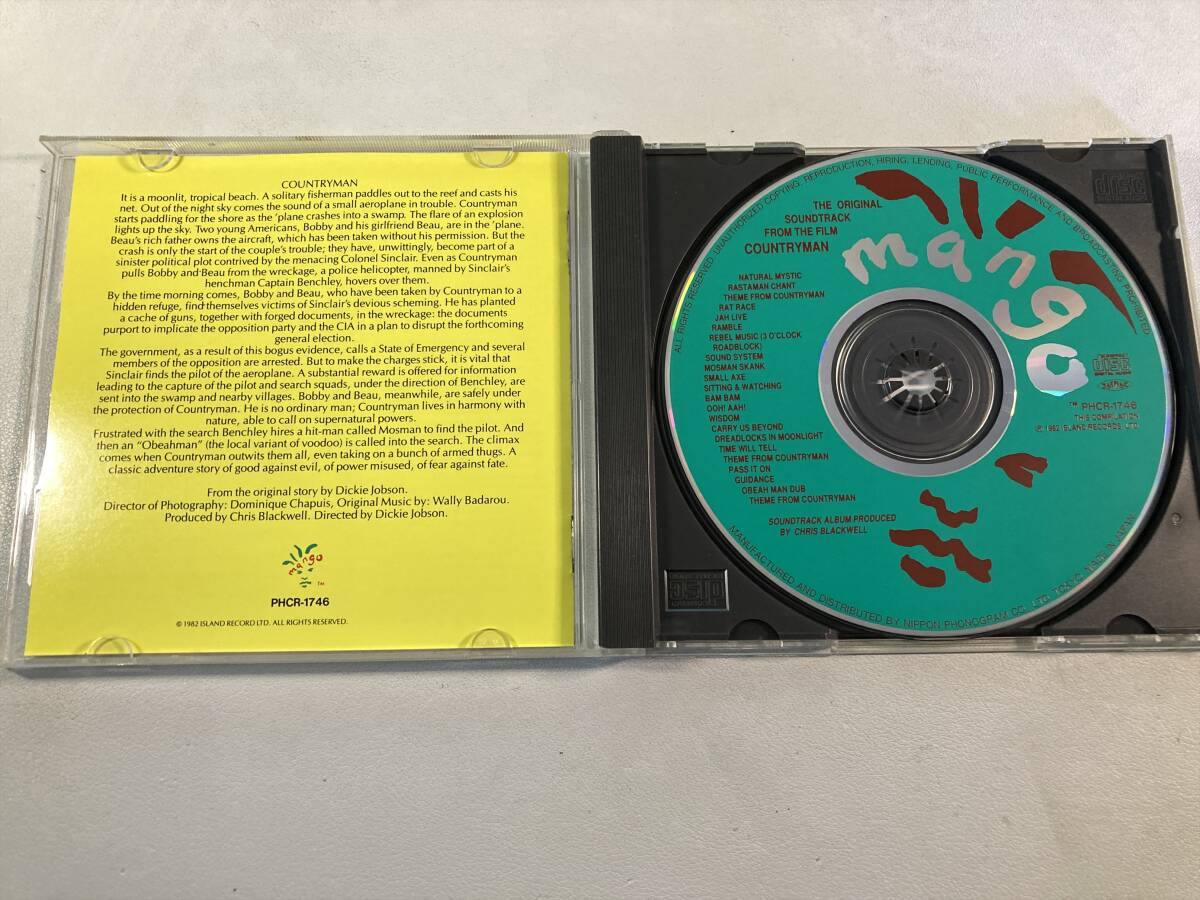 COUNTRYMAN
It is a moonlit, tropical beach. A solitary fisherman paddles out to the reef and casts his
net. Out of the night sky comes the sound of a small aeroplane in trouble. Countryman
starts paddling for the shore as the 'plane crashes into a swamp. The flare of an explosion
lights up the sky. Two young Americans, Bobby and his girlfriend Beau, are in the 'plane.
Beau's rich father owns the aircraft, which has been taken without his permission. But the
crash is only the start of the couple's trouble; they have, unwittingly, become part of a
sinister political plot contrived by the menacing Colonel Sinclair. Even as Countryman
pulls Bobby and Beau from the wreckage, a police helicopter, manned by Sinclair's
henchman Captain Benchley, hovers over them.
By the time morning comes, Bobby and Beau, who have been taken by Countryman to a
hidden refuge, find themselves victims of Sinclair's devious scheming. He has planted
a cache of guns, together with forged documents, in the wreckage: the documents
purport to implicate the opposition party and the CIA in a plan to disrupt the forthcoming
general election.
The government, as a result of this bogus evidence, calls a State of Emergency and several
members of the opposition are arrested. But to make the charges stick, it is vital that
Sinclair finds the pilot of the aeroplane. A substantial reward is offered for information
leading to the capture of the pilot and search squads, under the direction of Benchley, are
sent into the swamp and nearby villages. Bobby and Beau, meanwhile, are safely under
the protection of Countryman. He is no ordinary man; Countryman lives in harmony with
nature, able to call on supernatural powers.
Frustrated with the search Benchley hires a hit-man called Mosman to find the pilot. And
then an "Obeahman" (the local variant of voodoo) is called into the search. The climax
comes when Countryman outwits them all, even taking on a bunch of armed thugs. A
classic adventure story of good against evil, of power misused, of fear against fate.
From the original story by Dickie Jobson.
Director of Photography: Dominique Chapuis, Original Music by: Wally Badarou.
Produced by Chris Blackwell. Directed by Dickie Jobson.
mango
TM
PHCR-1746
© 1982 ISLAND RECORD LTD. ALL RIGHTS RESERVED.
ALL RIGHTS RESERVED. UNAUTHORIZED COPYING, REPRODUCTION, HIRING, LENDING, PUBLIC PERFORMANCE AND BROADCASTING PROHIBITED
THE ORIGINAL
SOUNDTRACK
FROM THE FILM
COUNTRYMAN
mango
NATURAL MYSTIC
RASTAMAN CHANT
THEME FROM COUNTRYMAN
RAT RACE
JAH LIVE
RAMBLE
REBEL MUSIC (3 O'CLOCK
ROADBLOCK)
SOUND SYSTEM
MOSMAN SKANK
SMALL AXE
SITTING & WATCHING
BAM BAM
OOH! AAH!
WISDOM
CARRY US BEYOND
DREADLOCKS IN MOONLIGHT
TIME WILL TELL
THEME FROM COUNTRYMAN
PASS IT ON
GUIDANCE
OBEAH MAN DUB
THEME FROM COUNTRYMAN
SOUNDTRACK ALBUM PRODUCED
BY CHRIS BLACKWELL
COMPACT
disc
DIGITAL AUDIO
TM PHCR-1746
THIS COMPILATION
℗ 1982 ISLAND RECORDS LTD.
MANUFACTURED AND DISTRIBUTED BY NIPPON PHONOGRAM CO., LTD. TOKYO, MADE IN JAPAN
disc
disc